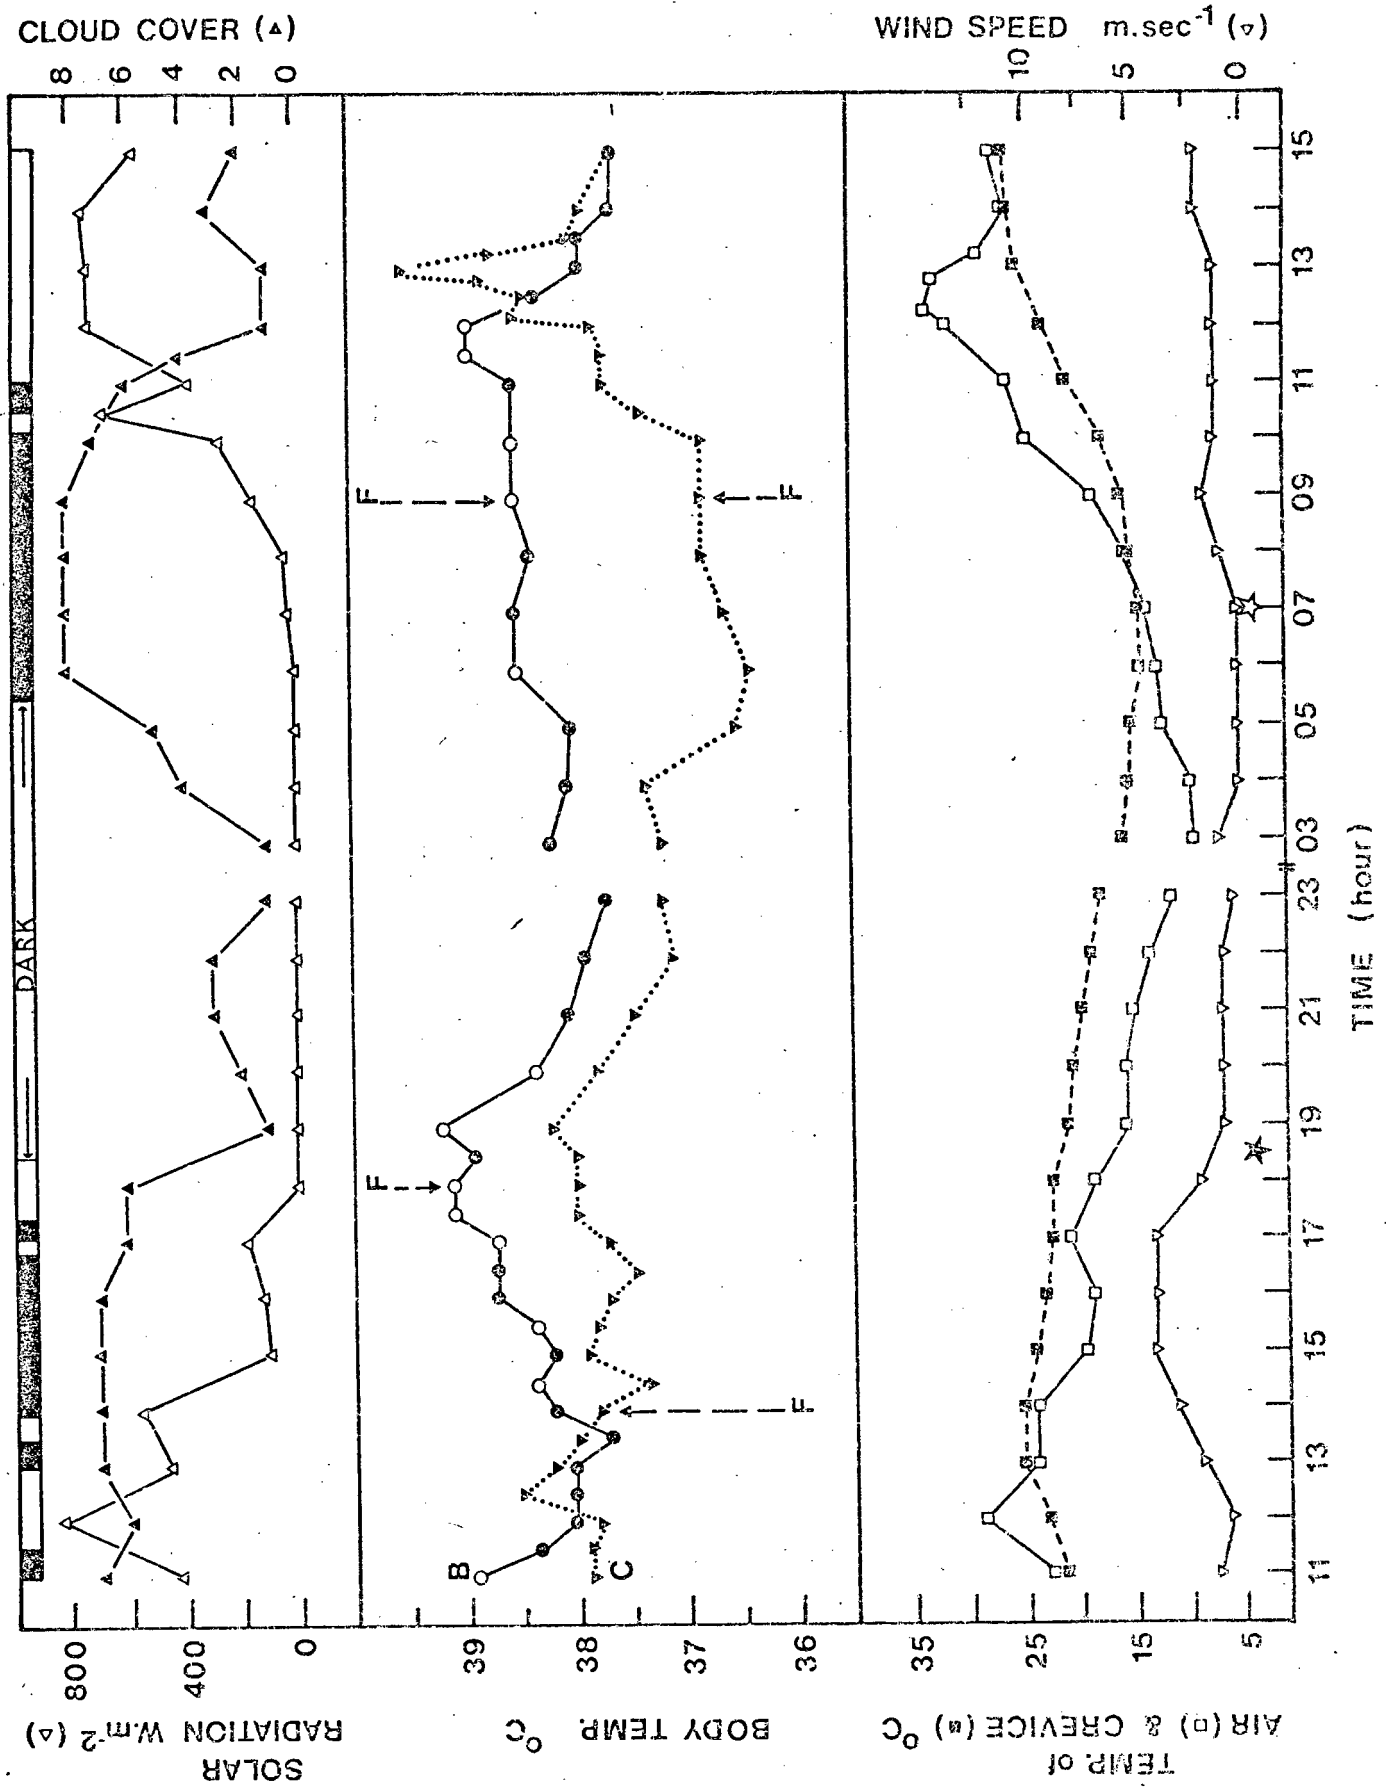 CLOUD COVER (▲)
8 6 4 2 0
WIND SPEED m.sec⁻¹ (▽)
10 5 0
DARK
F
F
F
F
B
C
800 400 0
SOLAR
RADIATION W.m⁻² (△)
39 38 37 36
BODY TEMP. °C
35 25 15 5
TEMP. of
AIR (□) & CREVICE (■) °C
11 13 15 17 19 21 23 03 05 07 09 11 13 15
TIME (hour)